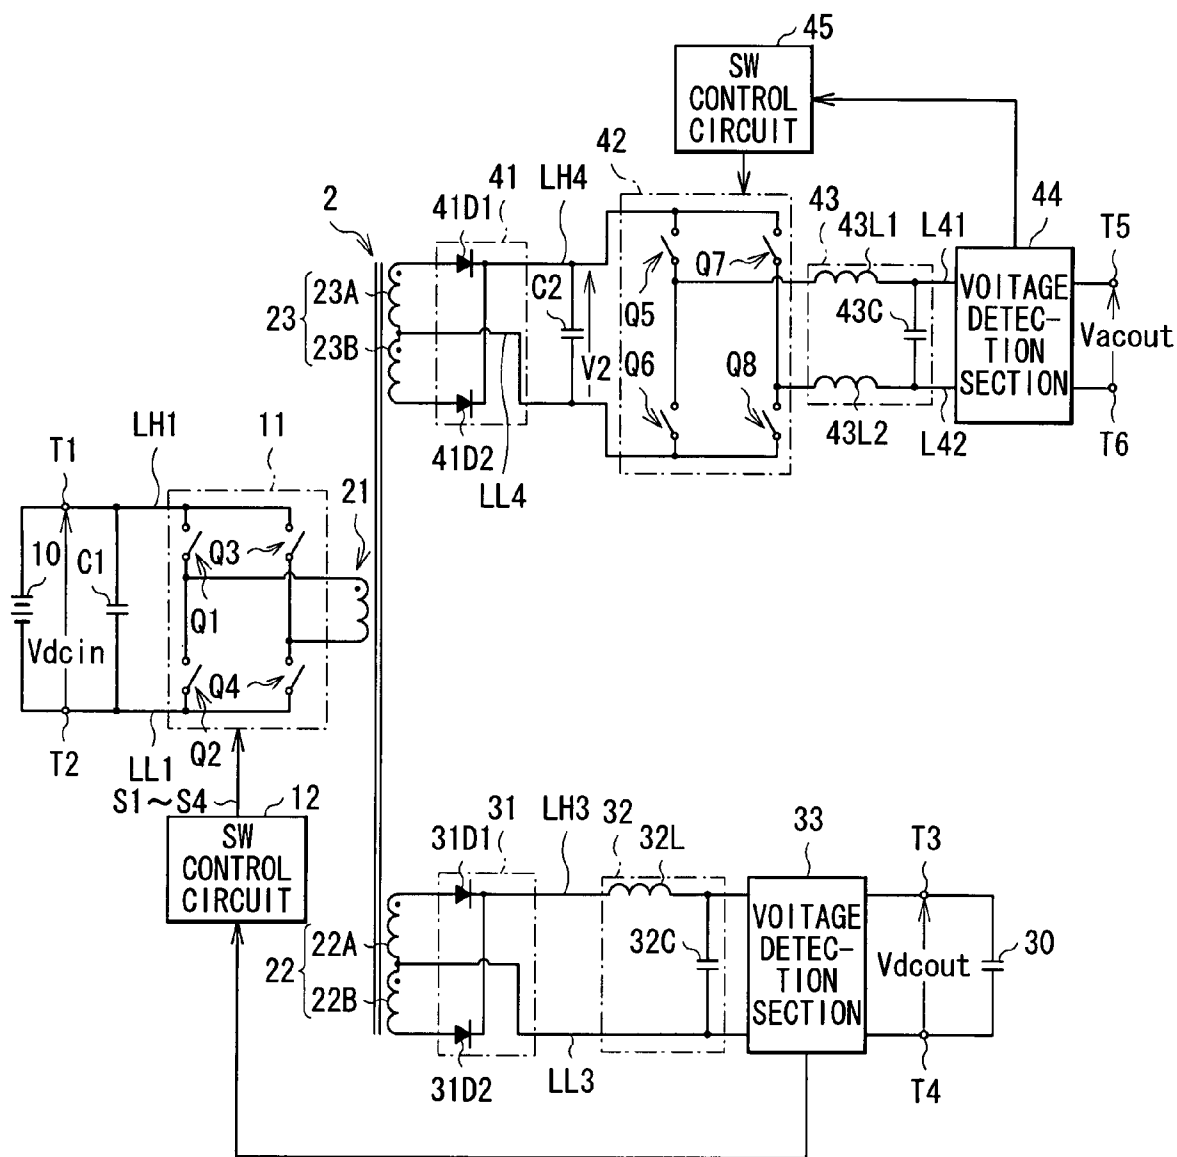 45
SW
CONTROL
CIRCUIT
42
2
41D1
41
LH4
43
43L1
L41
44
T5
23
23A
23B
C2
V2
Q5
Q7
Q6
Q8
43C
VOLTAGE
DETEC-
TION
SECTION
Vacout
41D2
LL4
43L2
L42
T6
T1
LH1
11
21
10
C1
Q3
Q1
Vdcin
Q4
Q2
T2
LL1
S1~S4
12
SW
CONTROL
CIRCUIT
31D1
31
LH3
32
32L
33
T3
22
22A
22B
32C
VOLTAGE
DETEC-
TION
SECTION
Vdcout
30
31D2
LL3
T4